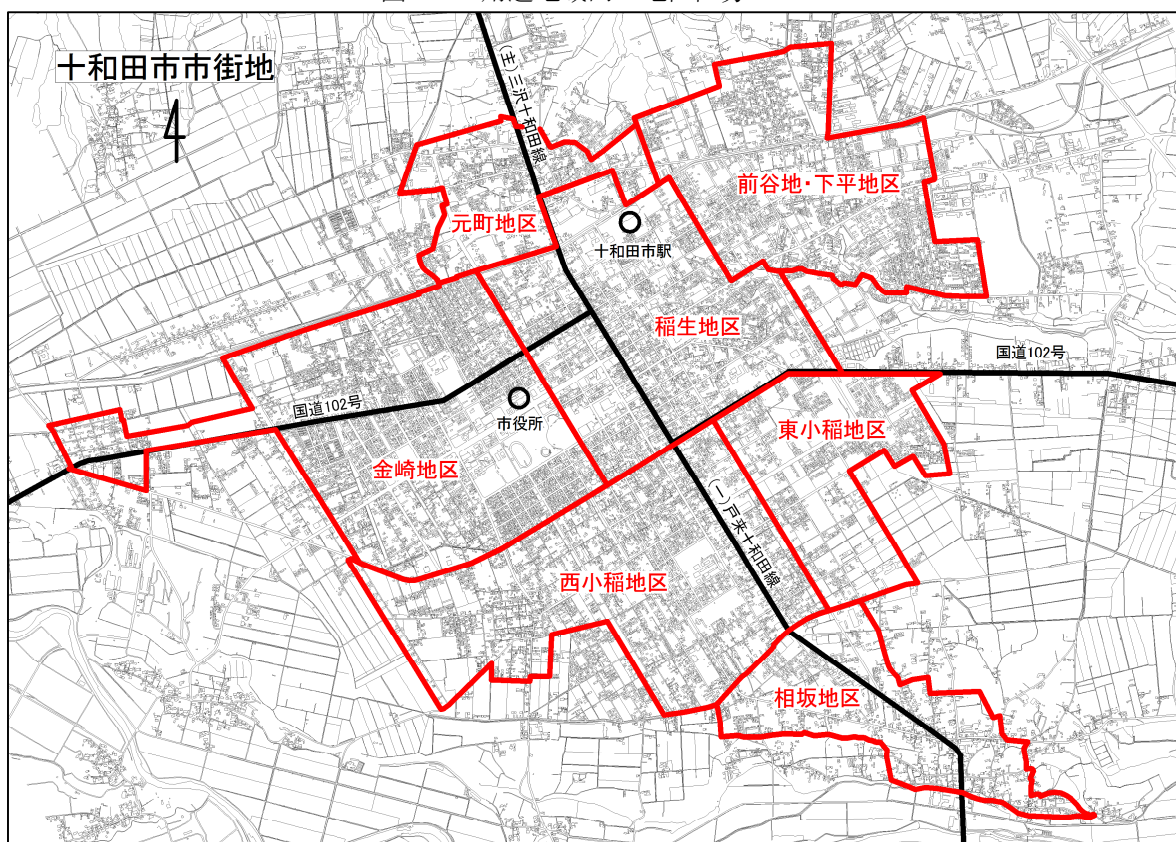 十和田市市街地
(主)三沢十和田線
前谷地・下平地区
元町地区
十和田市駅
稲生地区
国道102号
国道102号
市役所
東小稲地区
金崎地区
(一)戸来十和田線
西小稲地区
相坂地区